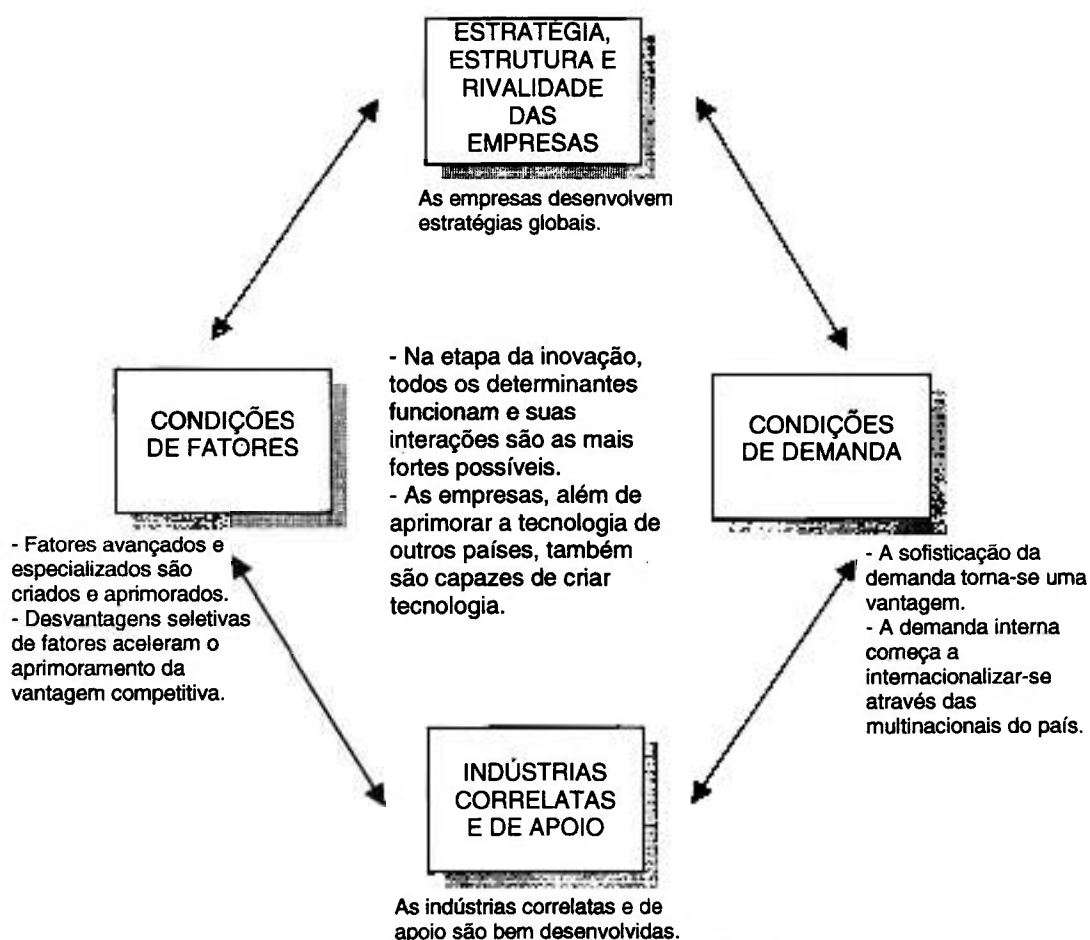 ESTRATÉGIA,
ESTRUTURA E
RIVALIDADE
DAS
EMPRESAS
As empresas desenvolvem
estratégias globais.
CONDIÇÕES
DE FATORES
- Fatores avançados e
especializados são
criados e aprimorados.
- Desvantagens seletivas
de fatores aceleram o
aprimoramento da
vantagem competitiva.
- Na etapa da inovação,
todos os determinantes
funcionam e suas
interações são as mais
fortes possíveis.
- As empresas, além de
aprimorar a tecnologia de
outros países, também
são capazes de criar
tecnologia.
CONDIÇÕES
DE DEMANDA
- A sofisticação da
demanda torna-se uma
vantagem.
- A demanda interna
começa a
internacionalizar-se
através das
multinacionais do país.
INDÚSTRIAS
CORRELATAS
E DE APOIO
As indústrias correlatas e de
apoio são bem desenvolvidas.